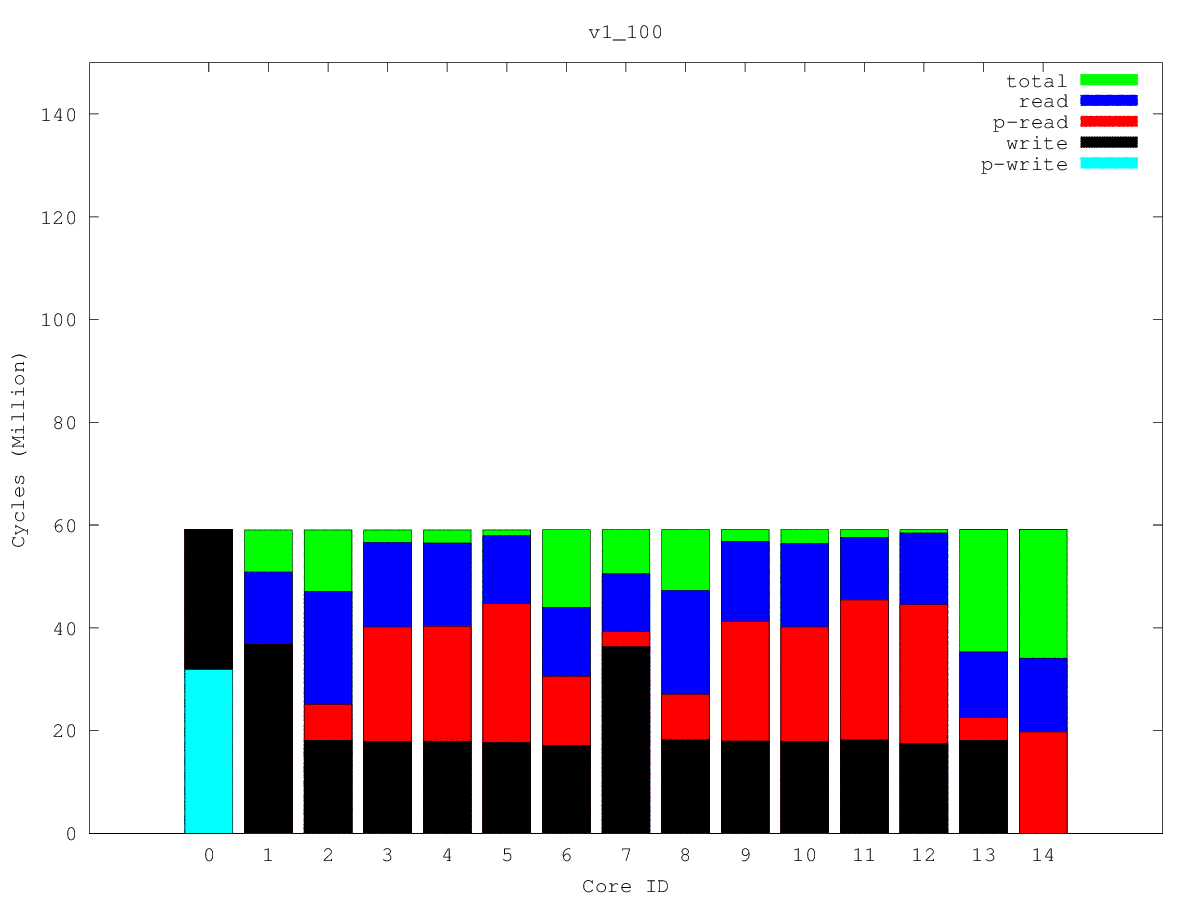 v1_100
total
read
p-read
write
p-write
140
120
100
80
60
40
20
0
Cycles (Million)
0 1 2 3 4 5 6 7 8 9 10 11 12 13 14
Core ID